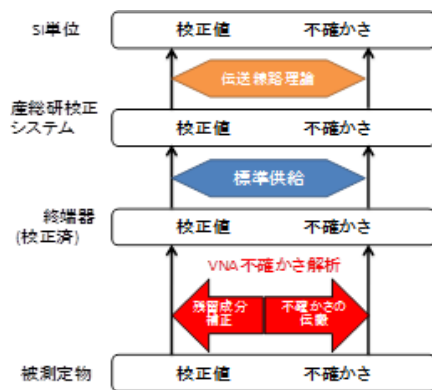 SI単位
校正値 不確かさ
伝送線路理論
産総研校正
システム
校正値 不確かさ
標準供給
終端器
(校正済)
校正値 不確かさ
VNA不確かさ解析
残留成分
補正
不確かさの
伝搬
被測定物
校正値 不確かさ